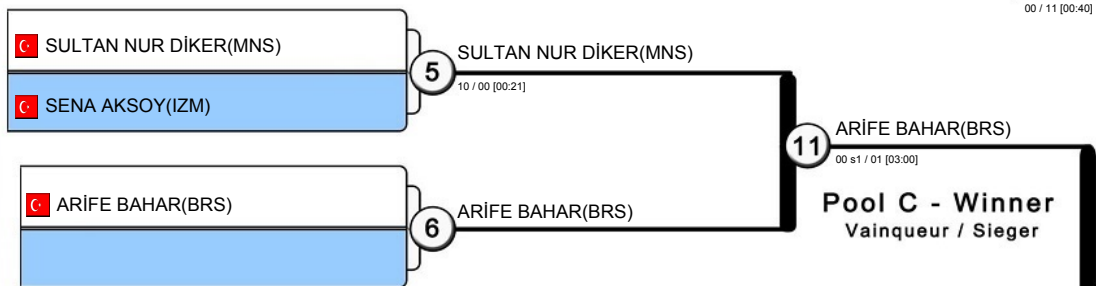 00 / 11 [00:40]
SULTAN NUR DİKER(MNS)
SENA AKSOY(IZM)
5
SULTAN NUR DİKER(MNS)
10 / 00 [00:21]
ARİFE BAHAR(BRS)
6
ARİFE BAHAR(BRS)
11
ARİFE BAHAR(BRS)
00 s1 / 01 [03:00]
Pool C - Winner
Vainqueur / Sieger